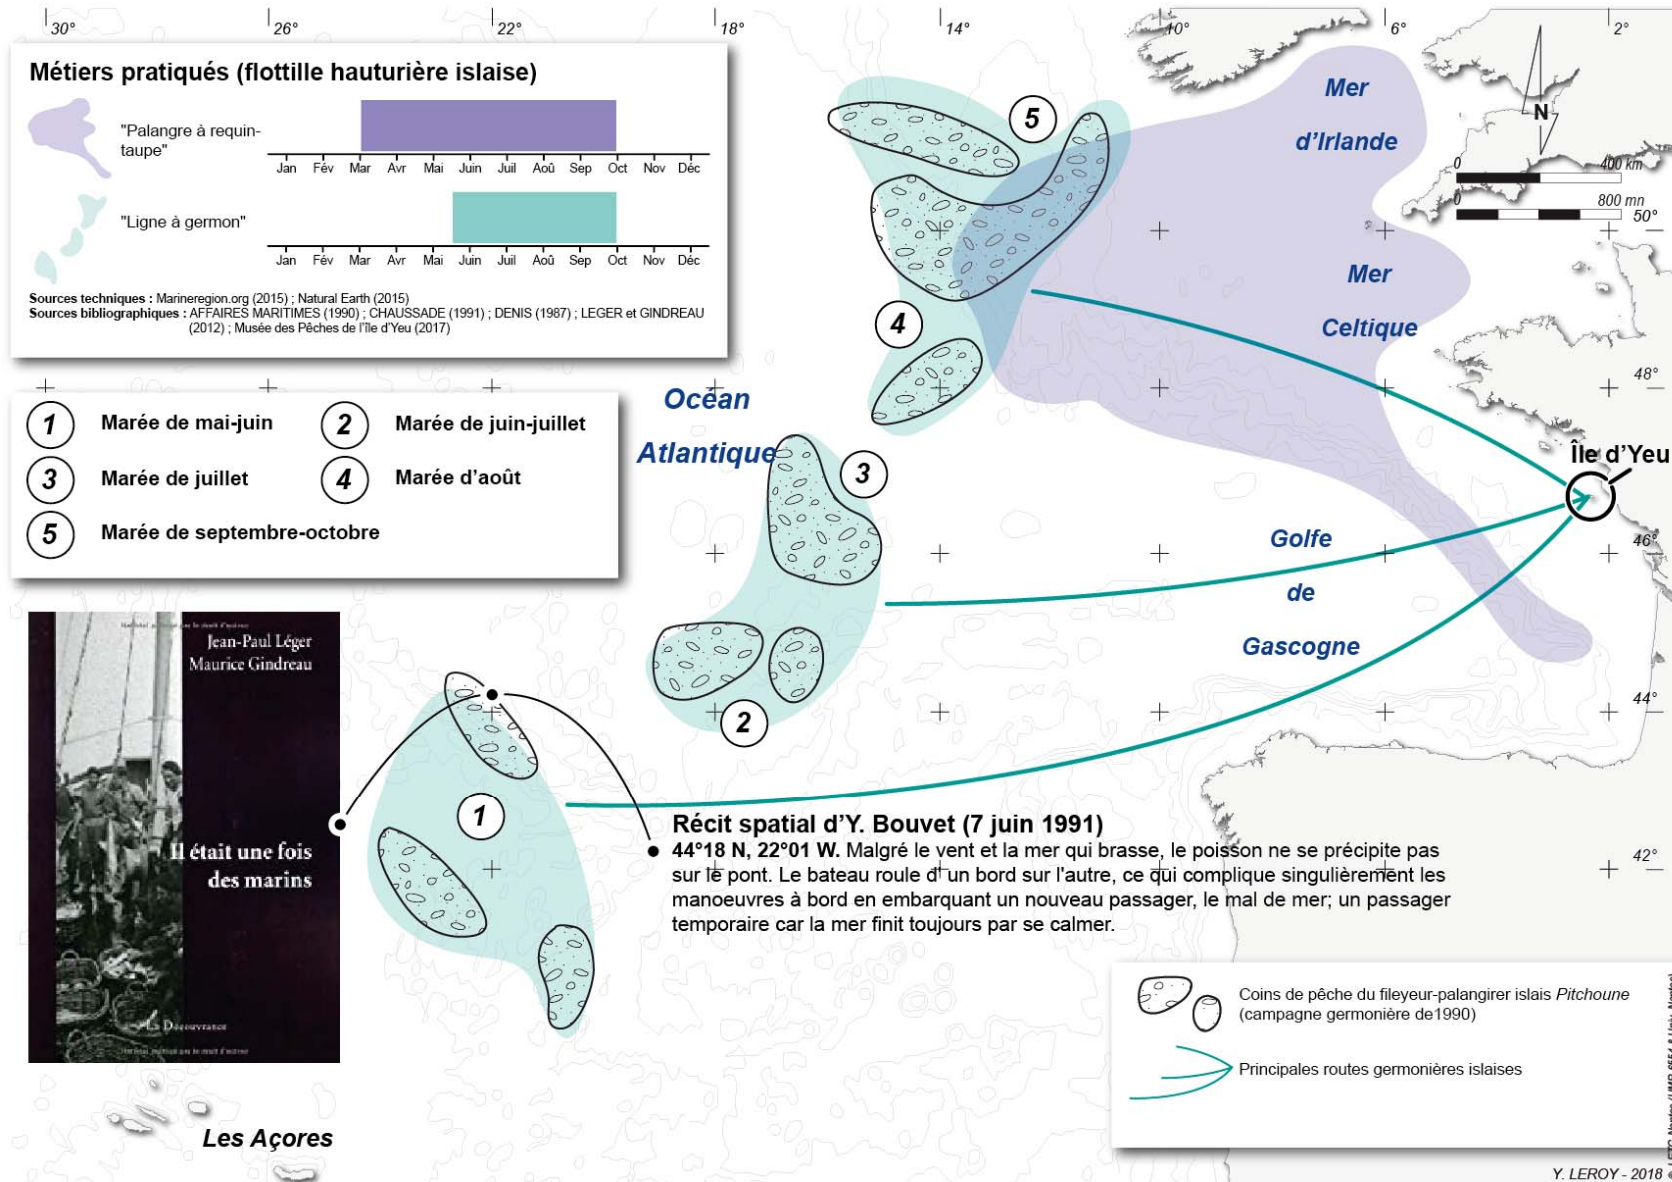 30°
26°
22°
18°
14°
10°
6°
2°
Métiers pratiqués (flottille hauturière islaise)
"Palangre à requin-
taupe"
Jan Fév Mar Avr Mai Juin Juil Aoû Sep Oct Nov Déc
"Ligne à germon"
Jan Fév Mar Avr Mai Juin Juil Aoû Sep Oct Nov Déc
Sources techniques : Marineregion.org (2015) ; Natural Earth (2015)
Sources bibliographiques : AFFAIRES MARITIMES (1990) ; CHAUSSADE (1991) ; DENIS (1987) ; LEGER et GINDREAU
(2012) ; Musée des Pêches de l'île d'Yeu (2017)
1 Marée de mai-juin
2 Marée de juin-juillet
3 Marée de juillet
4 Marée d'août
5 Marée de septembre-octobre
N
0 400 km
0 800 mn
50°
48°
46°
44°
42°
Mer
d'Irlande
Mer
Celtique
Océan
Atlantique
Île d'Yeu
Golfe
de
Gascogne
5
4
3
2
1
Jean-Paul Léger
Maurice Gindreau
Il était une fois
des marins
La Découvrance
Récit spatial d'Y. Bouvet (7 juin 1991)
44°18 N, 22°01 W. Malgré le vent et la mer qui brasse, le poisson ne se précipite pas
sur le pont. Le bateau roule d'un bord sur l'autre, ce qui complique singulièrement les
manoeuvres à bord en embarquant un nouveau passager, le mal de mer; un passager
temporaire car la mer finit toujours par se calmer.
Les Açores
Coins de pêche du fileyeur-palangirer islais Pitchoune
(campagne germonière de1990)
Principales routes germonières islaises
Y. LEROY - 2018